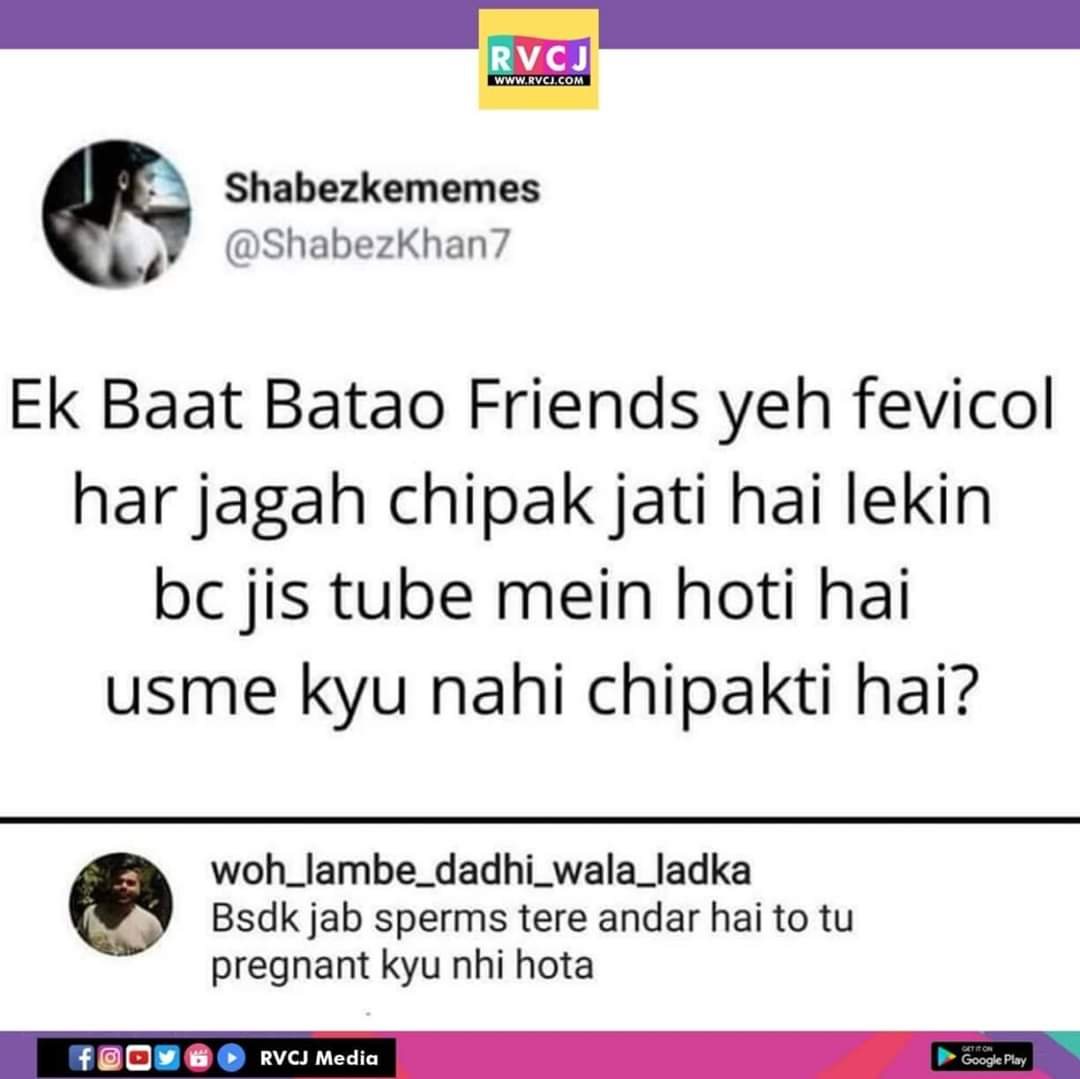 RVCJ
WWW.RVCJ.COM
Shabezkememes
@ShabezKhan7
Ek Baat Batao Friends yeh fevicol
har jagah chipak jati hai lekin
bc jis tube mein hoti hai
usme kyu nahi chipakti hai?
woh_lambe_dadhi_wala_ladka
Bsdk jab sperms tere andar hai to tu
pregnant kyu nhi hota
RVCJ Media
GET IT ON
Google Play